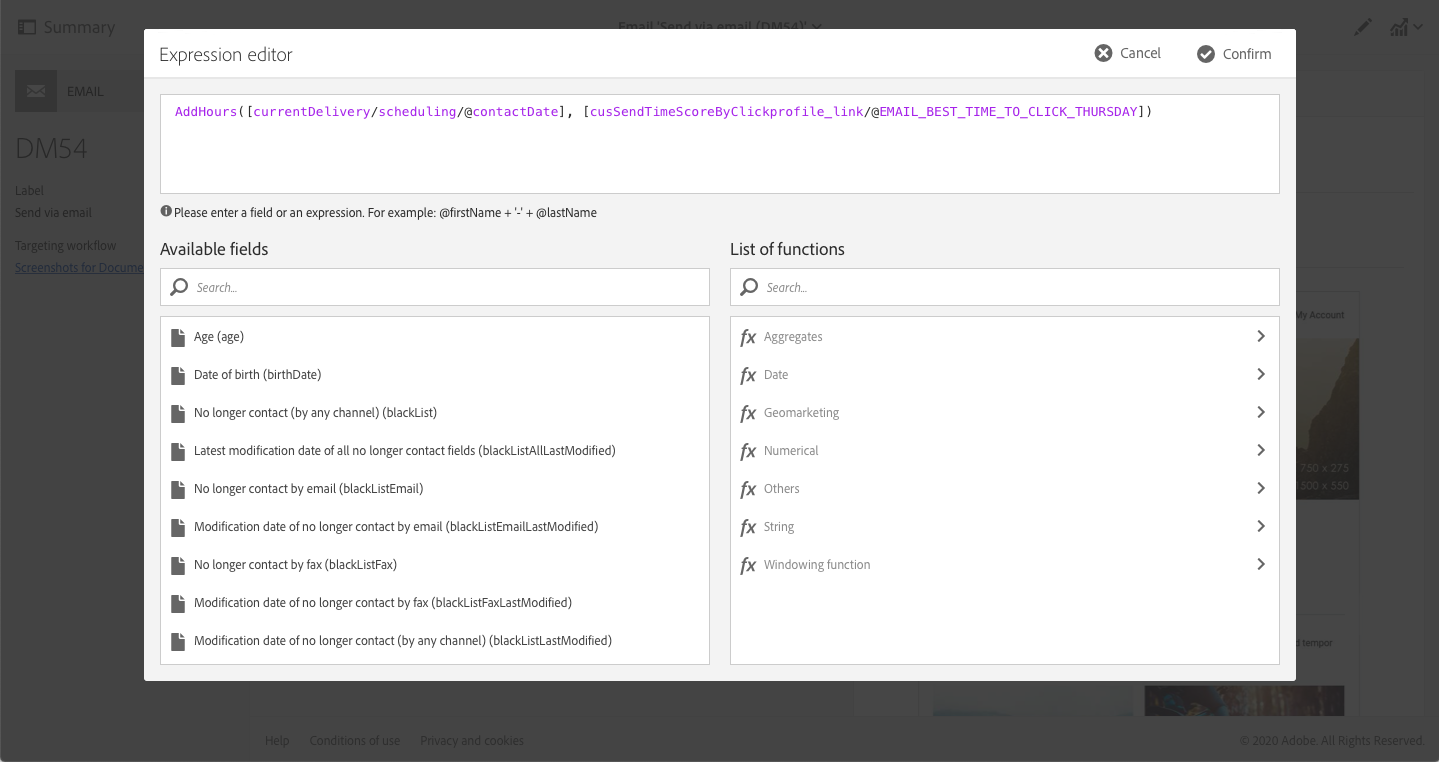 Summary
Email 'Send via email (DM54)'
Expression editor
Cancel
Confirm
EMAIL
DM54
Label
Send via email
Targeting workflow
Screenshots for Docume
AddHours([currentDelivery/scheduling/@contactDate], [cusSendTimeScoreByClickprofile_link/@EMAIL_BEST_TIME_TO_CLICK_THURSDAY])
Please enter a field or an expression. For example: @firstName + '-' + @lastName
Available fields
Search...
Age (age)
Date of birth (birthDate)
No longer contact (by any channel) (blackList)
Latest modification date of all no longer contact fields (blackListAllLastModified)
No longer contact by email (blackListEmail)
Modification date of no longer contact by email (blackListEmailLastModified)
No longer contact by fax (blackListFax)
Modification date of no longer contact by fax (blackListFaxLastModified)
Modification date of no longer contact (by any channel) (blackListLastModified)
List of functions
Search...
fx Aggregates
fx Date
fx Geomarketing
fx Numerical
fx Others
fx String
fx Windowing function
My Account
750 x 275
1500 x 550
d tempor
Help
Conditions of use
Privacy and cookies
© 2020 Adobe. All Rights Reserved.